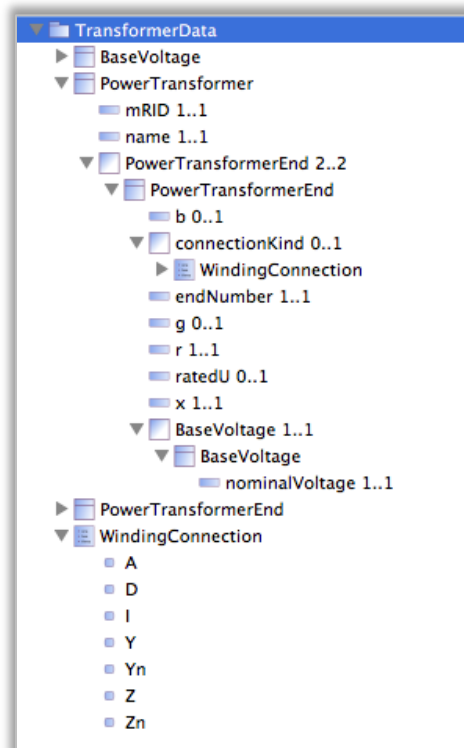 TransformerData
BaseVoltage
PowerTransformer
mRID 1..1
name 1..1
PowerTransformerEnd 2..2
PowerTransformerEnd
b 0..1
connectionKind 0..1
WindingConnection
endNumber 1..1
g 0..1
r 1..1
ratedU 0..1
x 1..1
BaseVoltage 1..1
BaseVoltage
nominalVoltage 1..1
PowerTransformerEnd
WindingConnection
A
D
I
Y
Yn
Z
Zn